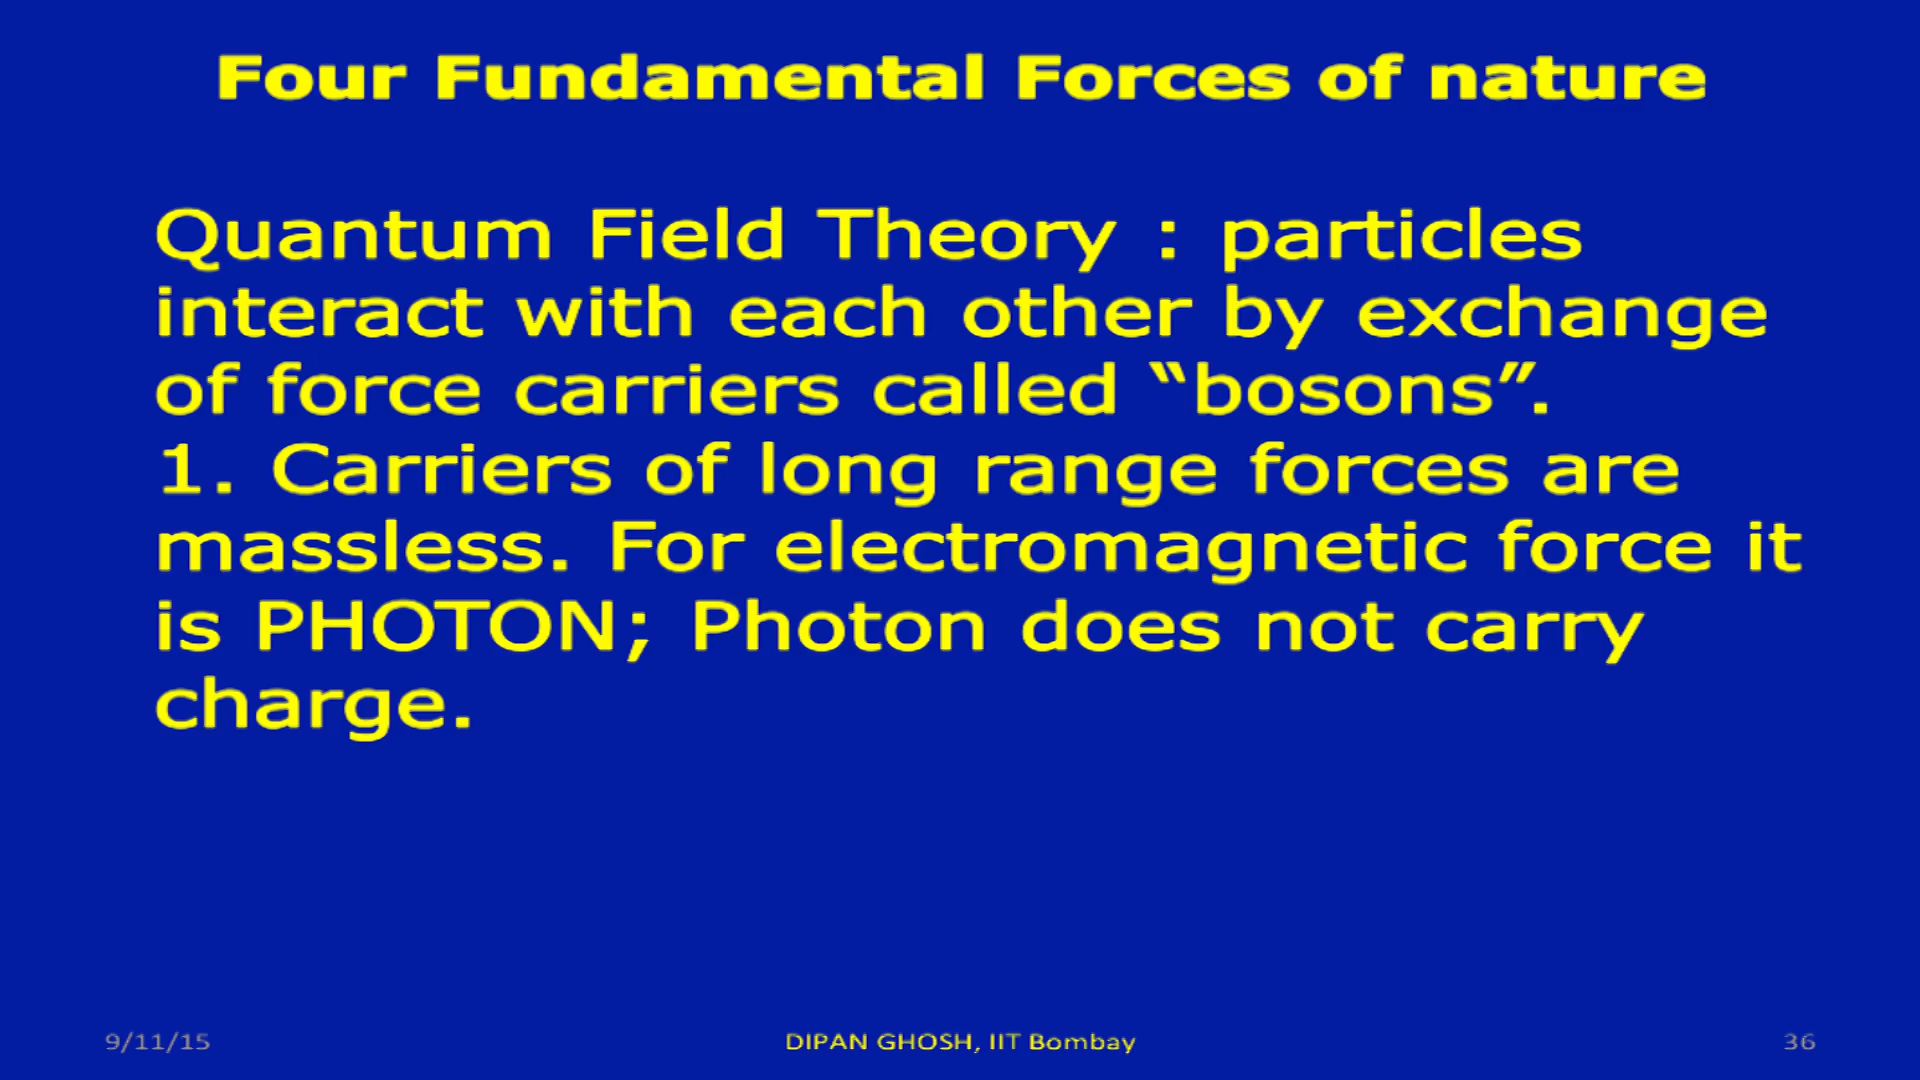 Four Fundamental Forces of nature
Quantum Field Theory : particles
interact with each other by exchange
of force carriers called “bosons”.
1. Carriers of long range forces are
massless. For electromagnetic force it
is PHOTON; Photon does not carry
charge.
9/11/15
DIPAN GHOSH, IIT Bombay
36